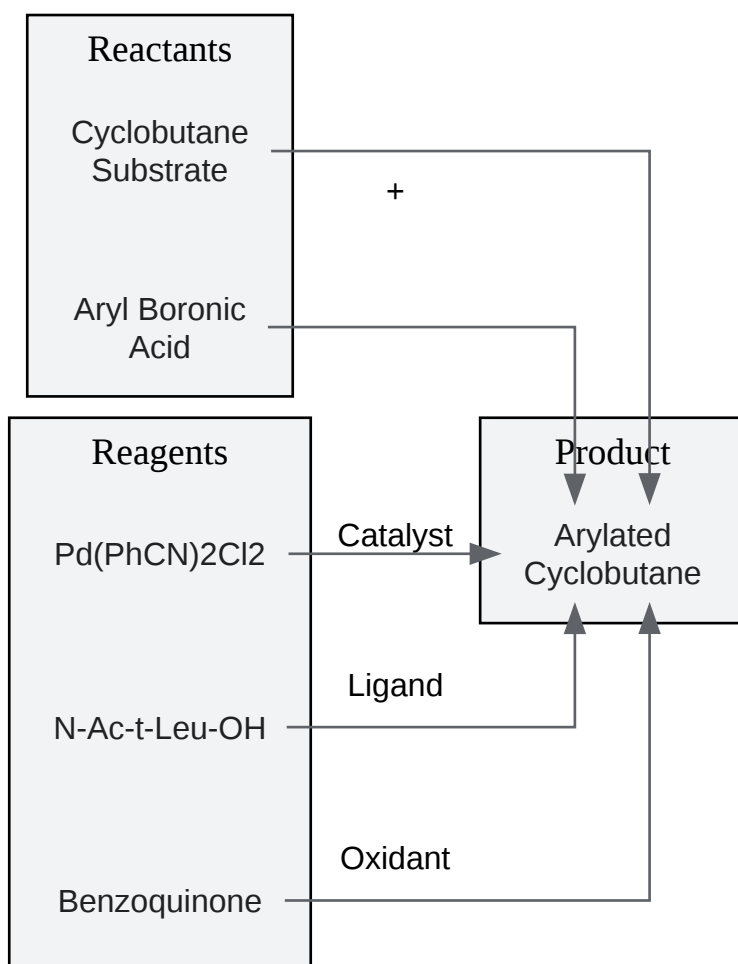 Reactants
Cyclobutane
Substrate
+
Aryl Boronic
Acid
Reagents
Product
Pd(PhCN)2Cl2
Catalyst
Arylated
Cyclobutane
Ligand
N-Ac-t-Leu-OH
Oxidant
Benzoquinone